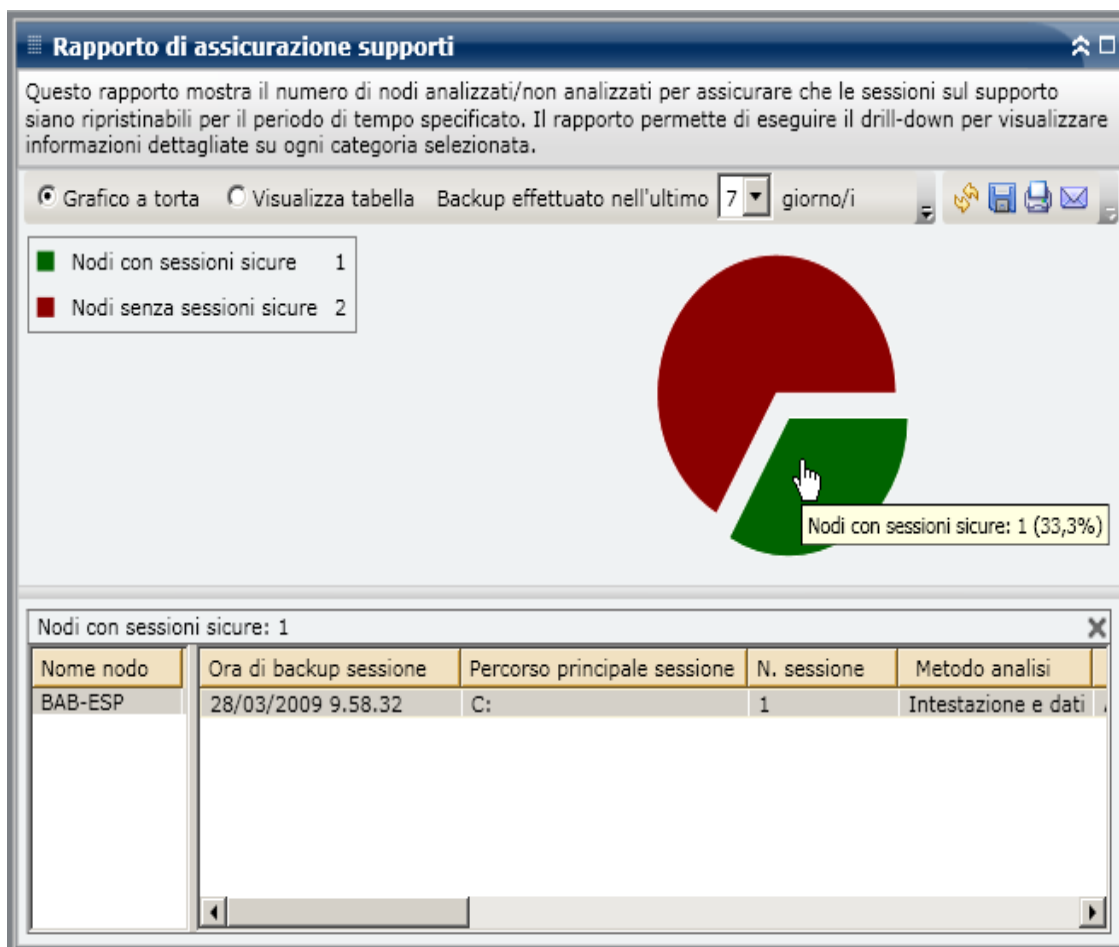 Rapporto di assicurazione supporti
Questo rapporto mostra il numero di nodi analizzati/non analizzati per assicurare che le sessioni sul supporto
siano ripristinabili per il periodo di tempo specificato. Il rapporto permette di eseguire il drill-down per visualizzare
informazioni dettagliate su ogni categoria selezionata.
Grafico a torta Visualizza tabella Backup effettuato nell'ultimo 7 giorno/i
Nodi con sessioni sicure 1
Nodi senza sessioni sicure 2
Nodi con sessioni sicure: 1 (33,3%)
Nodi con sessioni sicure: 1
Nome nodo Ora di backup sessione Percorso principale sessione N. sessione Metodo analisi
BAB-ESP 28/03/2009 9.58.32 C: 1 Intestazione e dati